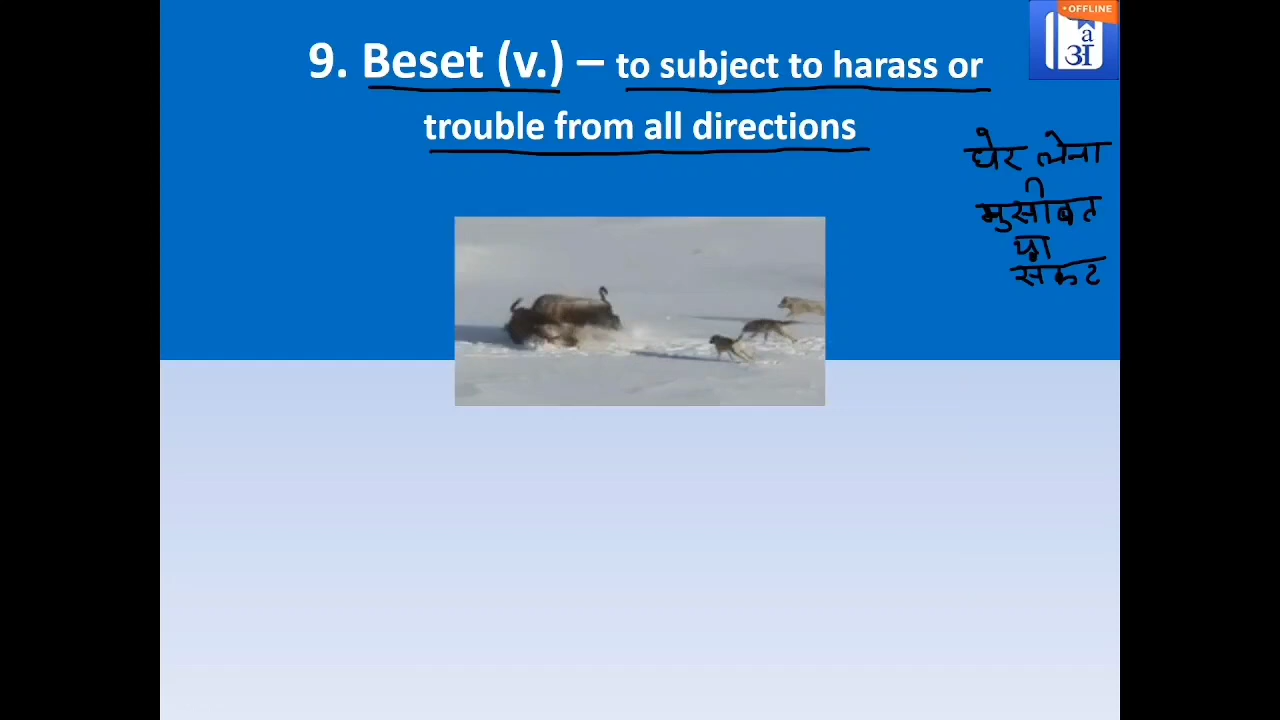 9. Beset (v.) – to subject to harass or
trouble from all directions
•OFFLINE
a
अ
घेर लेना
मुसीबत
या
संकट